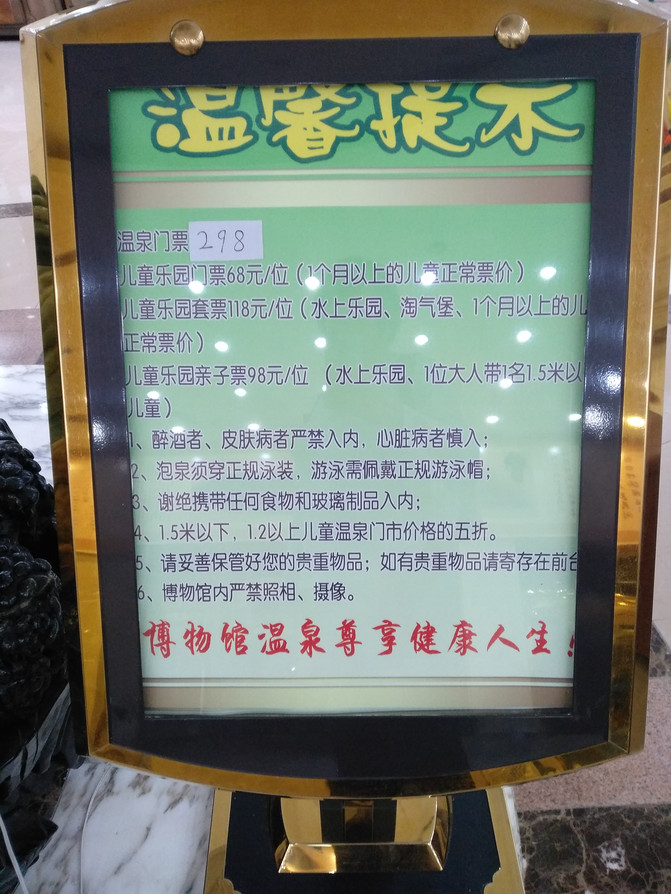 温馨提示
温泉门票298
儿童乐园门票68元/位（1个月以上的儿童正常票价）
儿童乐园套票118元/位（水上乐园、淘气堡、1个月以上的儿
正常票价）
儿童乐园亲子票98元/位 （水上乐园、1位大人带1名1.5米以
儿童）
1、醉酒者、皮肤病者严禁入内，心脏病者慎入；
2、泡泉须穿正规泳装，游泳需佩戴正规游泳帽；
3、谢绝携带任何食物和玻璃制品入内；
4、1.5米以下，1.2以上儿童温泉门市价格的五折。
5、请妥善保管好您的贵重物品；如有贵重物品请寄存在前台
6、博物馆内严禁照相、摄像。
博物馆温泉尊享健康人生！